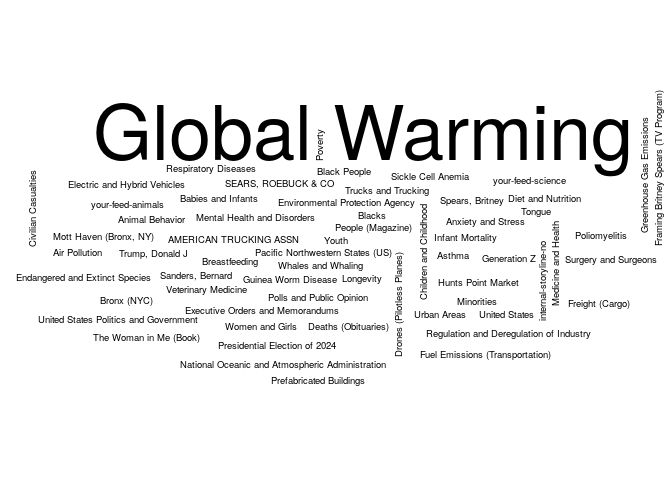 Global Warming
Poverty
Respiratory Diseases
Black People
Sickle Cell Anemia
your-feed-science
Electric and Hybrid Vehicles
SEARS, ROEBUCK & CO
Trucks and Trucking
Civilian Casualties
Greenhouse Gas Emissions
Framing Britney Spears (TV Program)
your-feed-animals
Babies and Infants
Environmental Protection Agency
Spears, Britney
Diet and Nutrition
Animal Behavior
Mental Health and Disorders
Blacks
Tongue
People (Magazine)
Anxiety and Stress
Mott Haven (Bronx, NY)
AMERICAN TRUCKING ASSN
Youth
Children and Childhood
Infant Mortality
Poliomyelitis
Air Pollution
Trump, Donald J
Pacific Northwestern States (US)
Asthma
Generation Z
internal-storyline-no
Medicine and Health
Surgery and Surgeons
Breastfeeding
Whales and Whaling
Endangered and Extinct Species
Sanders, Bernard
Guinea Worm Disease
Longevity
Drones (Pilotless Planes)
Hunts Point Market
Veterinary Medicine
Polls and Public Opinion
Bronx (NYC)
Minorities
Freight (Cargo)
Executive Orders and Memorandums
Urban Areas
United States
United States Politics and Government
Women and Girls
Deaths (Obituaries)
Regulation and Deregulation of Industry
The Woman in Me (Book)
Presidential Election of 2024
Fuel Emissions (Transportation)
National Oceanic and Atmospheric Administration
Prefabricated Buildings